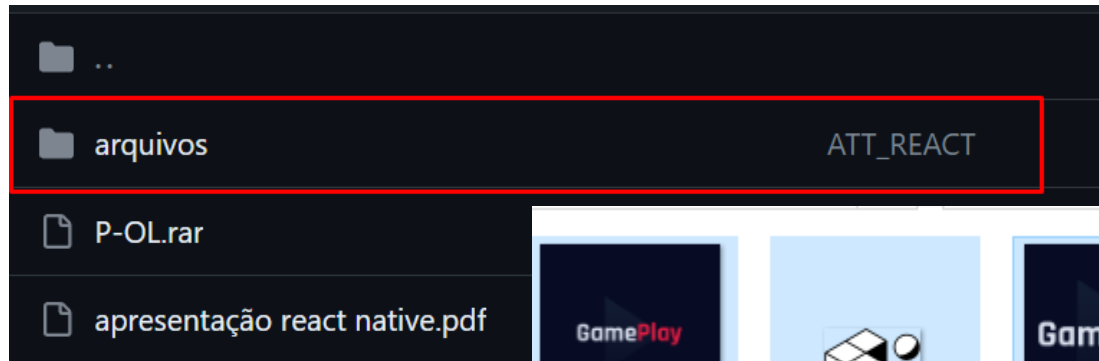 ..
arquivos ATT_REACT
P-OL.rar
apresentação react native.pdf
GamePlay
Gam